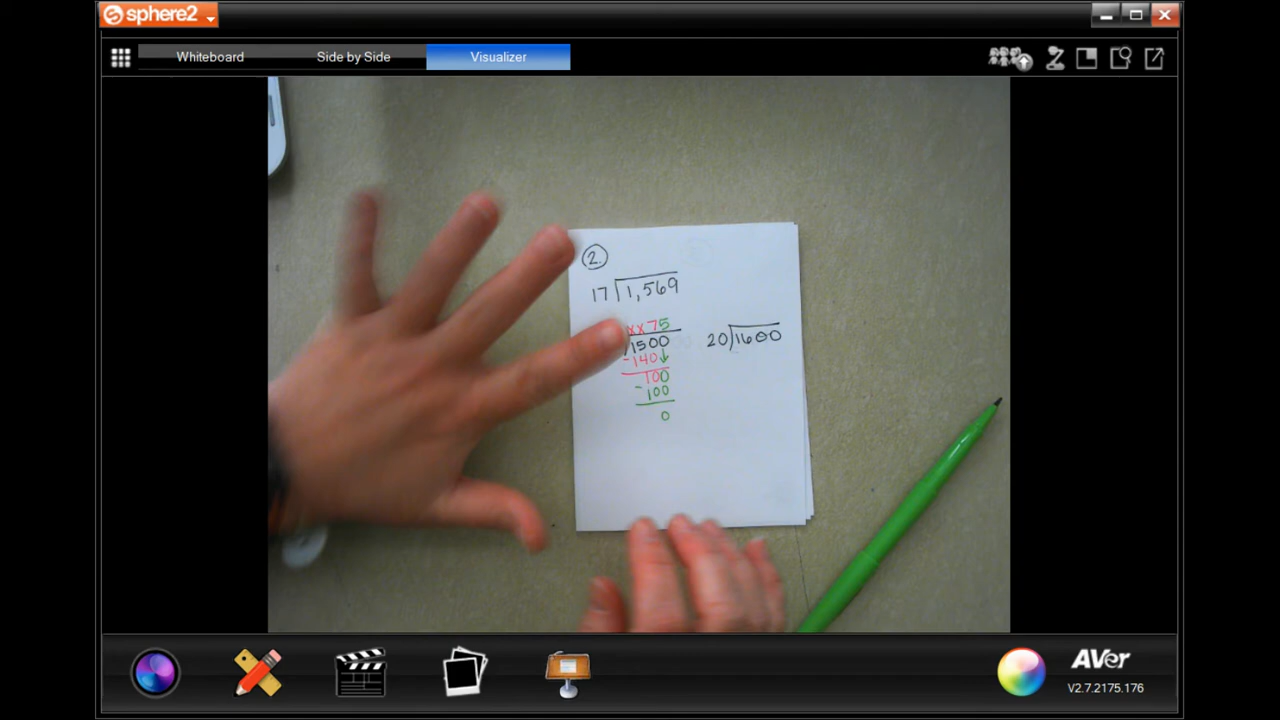 sphere2
Whiteboard Side by Side Visualizer
2.
17 1,569
xx75
1500 20)1600
-140↓
100
-100
0
AVer
V2.7.2175.176